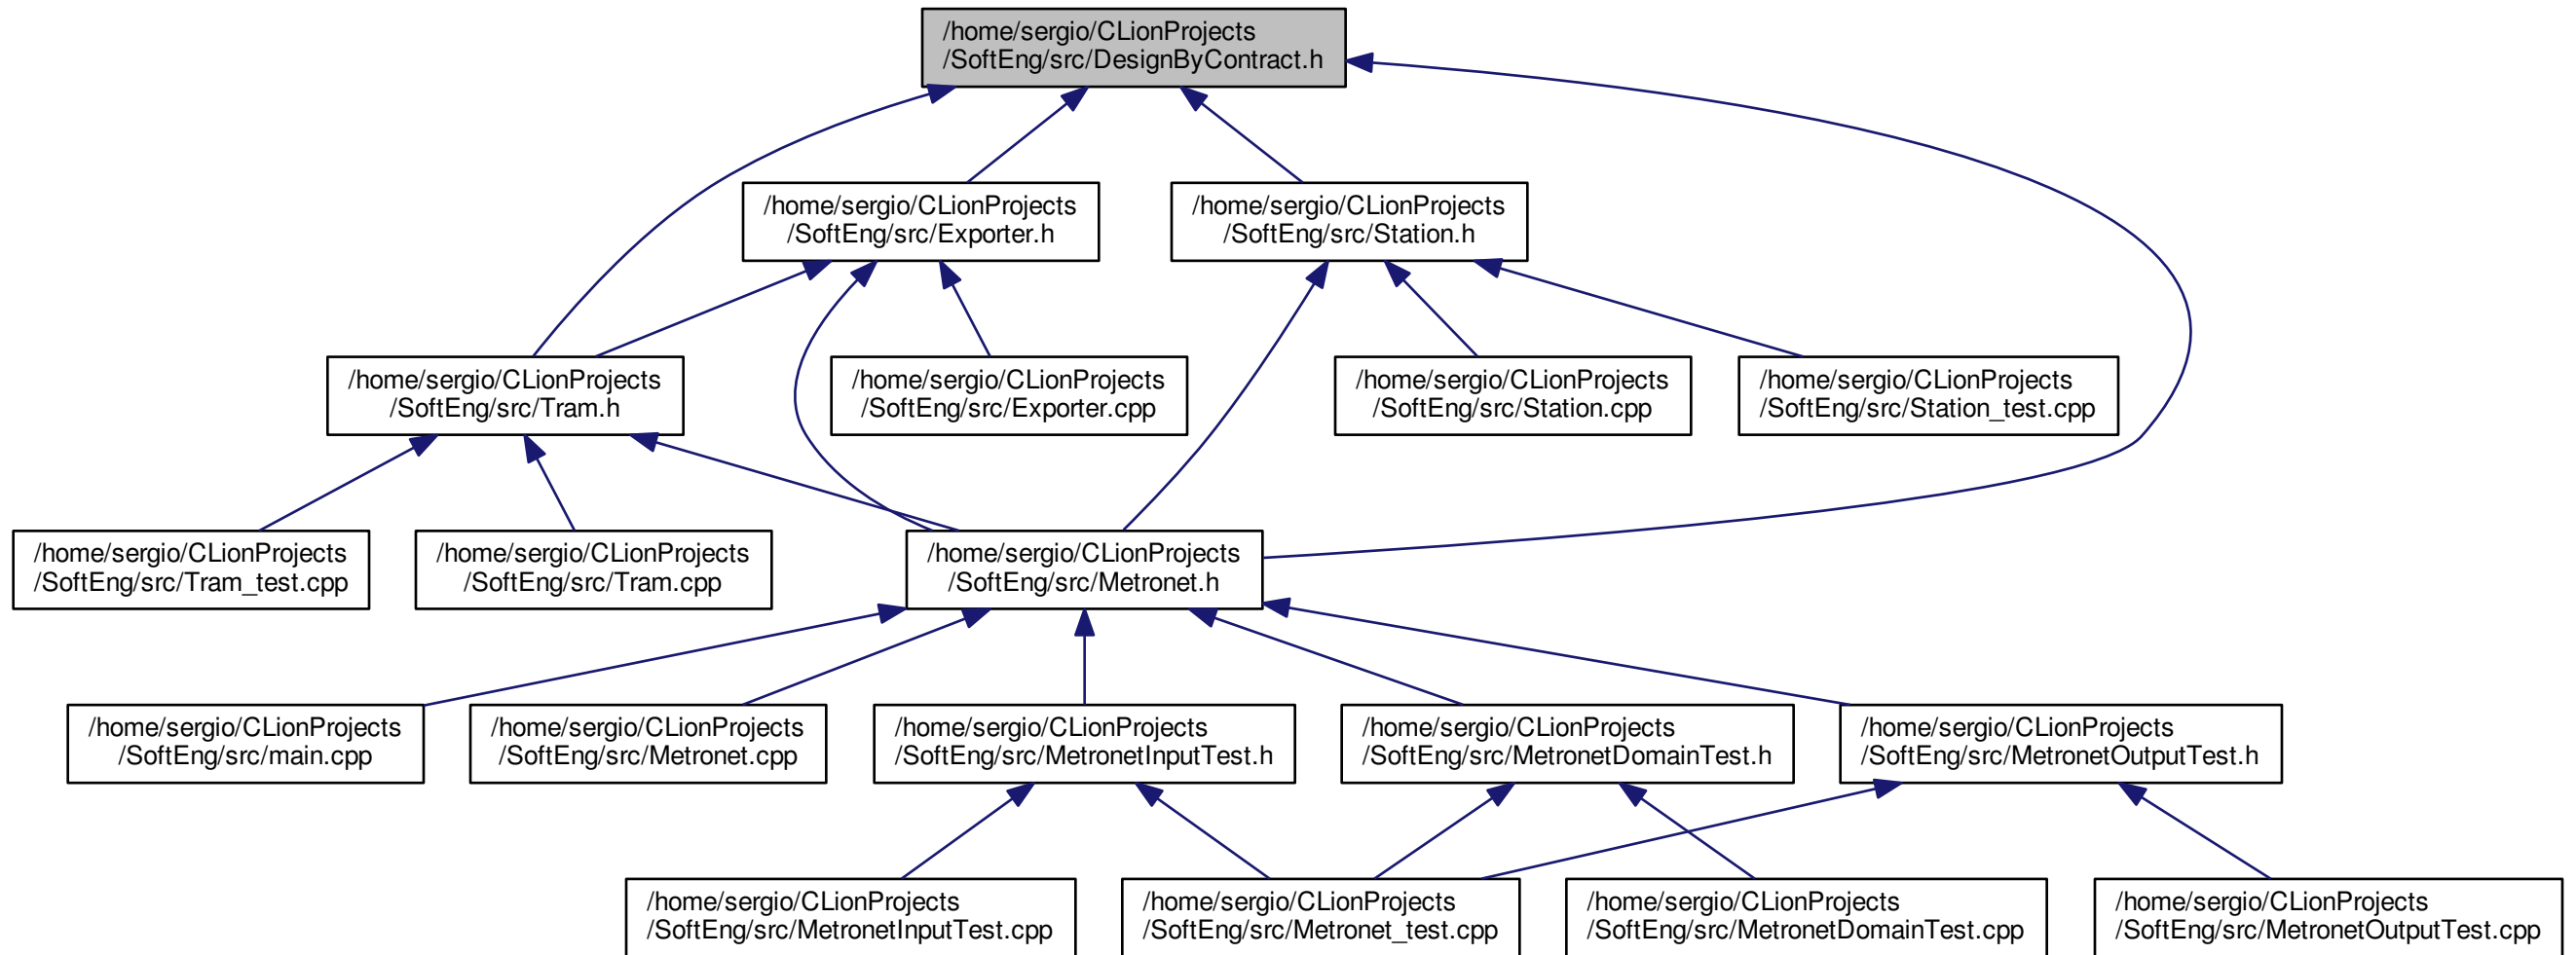 /home/sergio/CLionProjects
/SoftEng/src/DesignByContract.h
/home/sergio/CLionProjects
/SoftEng/src/Exporter.h
/home/sergio/CLionProjects
/SoftEng/src/Station.h
/home/sergio/CLionProjects
/SoftEng/src/Tram.h
/home/sergio/CLionProjects
/SoftEng/src/Exporter.cpp
/home/sergio/CLionProjects
/SoftEng/src/Station.cpp
/home/sergio/CLionProjects
/SoftEng/src/Station_test.cpp
/home/sergio/CLionProjects
/SoftEng/src/Tram_test.cpp
/home/sergio/CLionProjects
/SoftEng/src/Tram.cpp
/home/sergio/CLionProjects
/SoftEng/src/Metronet.h
/home/sergio/CLionProjects
/SoftEng/src/main.cpp
/home/sergio/CLionProjects
/SoftEng/src/Metronet.cpp
/home/sergio/CLionProjects
/SoftEng/src/MetronetInputTest.h
/home/sergio/CLionProjects
/SoftEng/src/MetronetDomainTest.h
/home/sergio/CLionProjects
/SoftEng/src/MetronetOutputTest.h
/home/sergio/CLionProjects
/SoftEng/src/MetronetInputTest.cpp
/home/sergio/CLionProjects
/SoftEng/src/Metronet_test.cpp
/home/sergio/CLionProjects
/SoftEng/src/MetronetDomainTest.cpp
/home/sergio/CLionProjects
/SoftEng/src/MetronetOutputTest.cpp